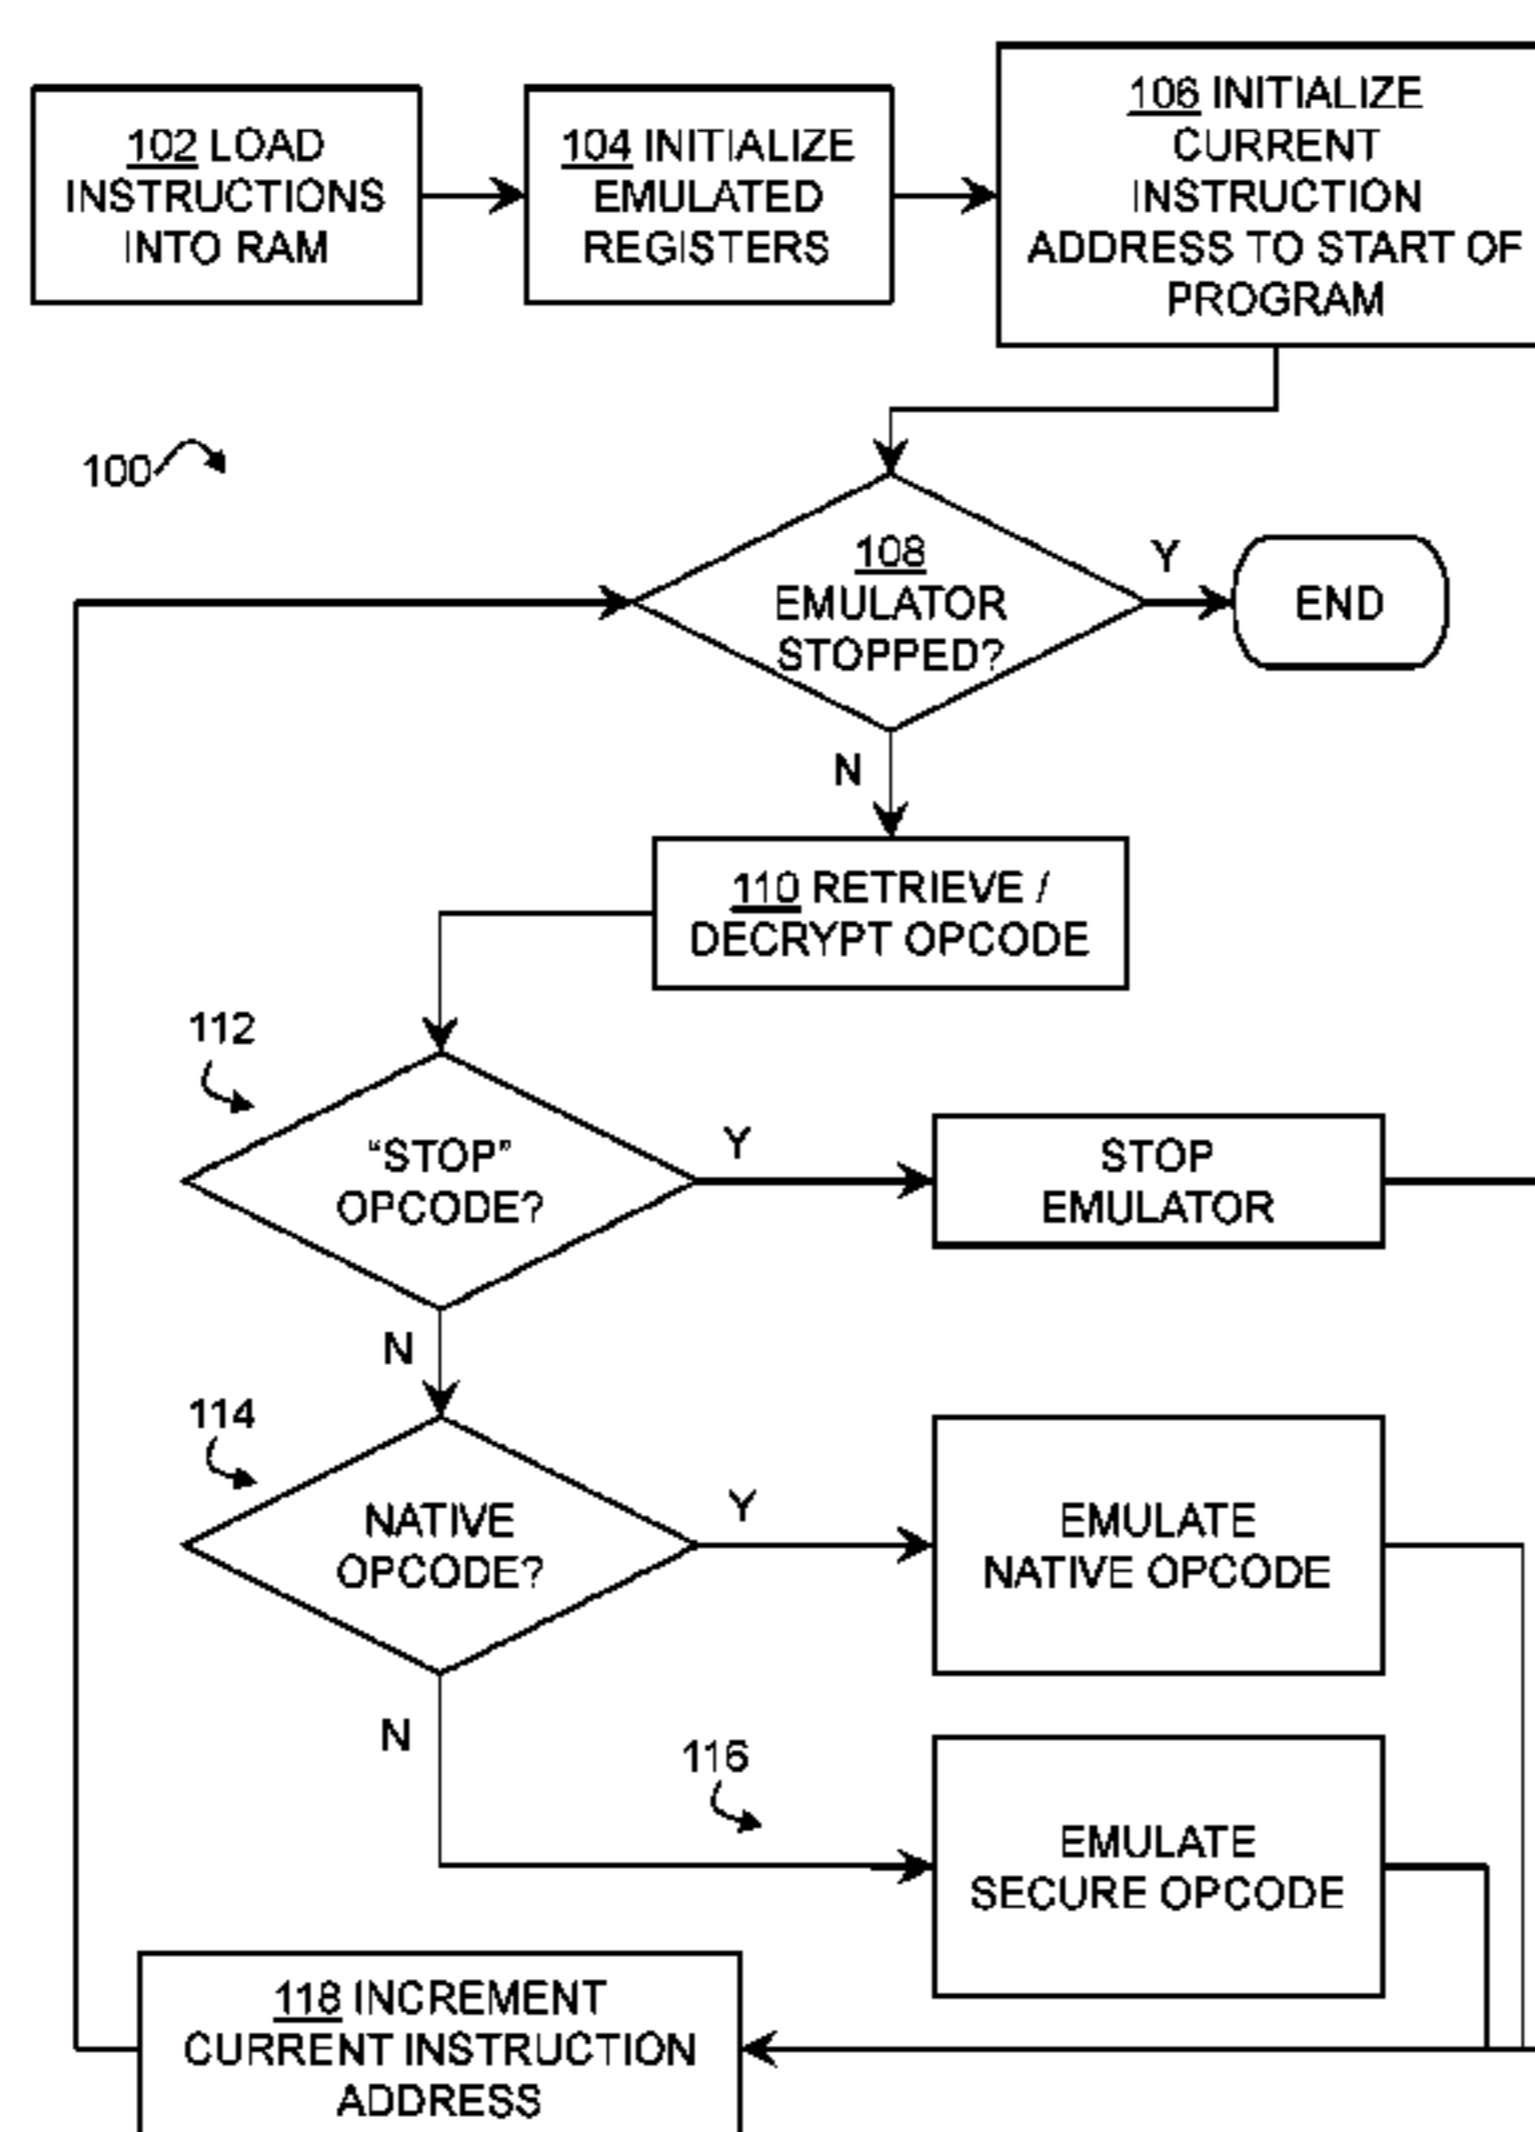 102 LOAD
INSTRUCTIONS
INTO RAM
104 INITIALIZE
EMULATED
REGISTERS
106 INITIALIZE
CURRENT
INSTRUCTION
ADDRESS TO START OF
PROGRAM
100
108
EMULATOR
STOPPED?
Y
END
N
110 RETRIEVE /
DECRYPT OPCODE
112
“STOP”
OPCODE?
Y
STOP
EMULATOR
N
114
NATIVE
OPCODE?
Y
EMULATE
NATIVE OPCODE
N
116
EMULATE
SECURE OPCODE
118 INCREMENT
CURRENT INSTRUCTION
ADDRESS